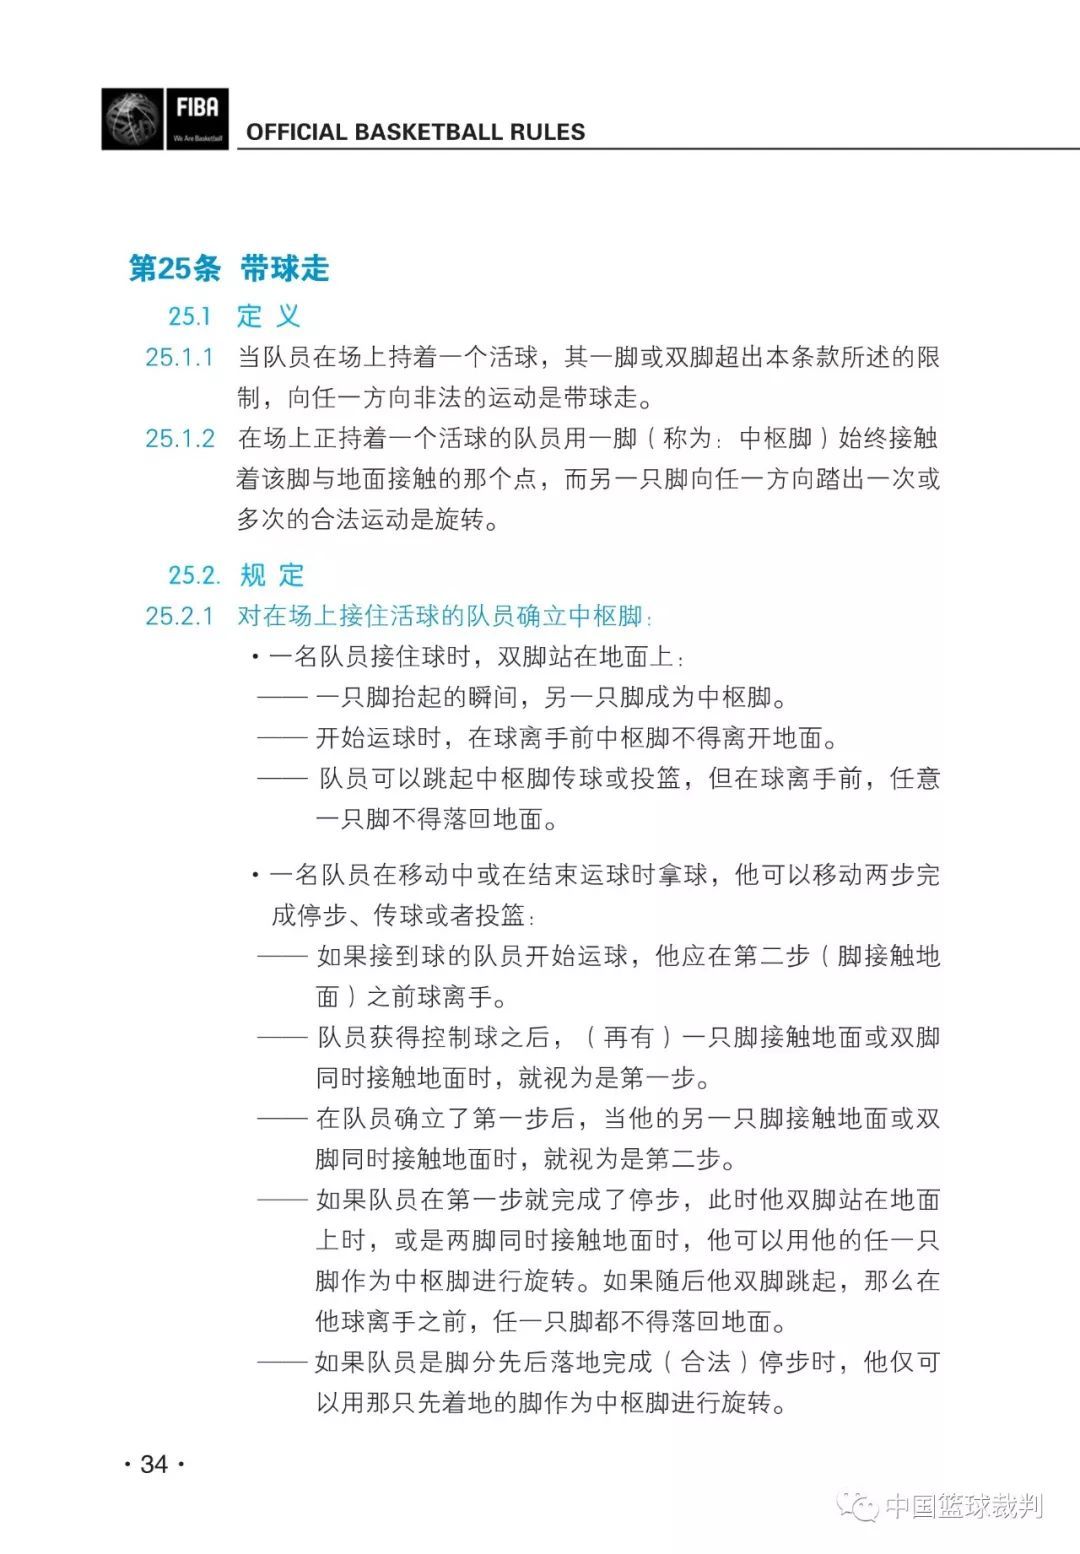 FIBA
We Are Basketball
OFFICIAL BASKETBALL RULES
第25条 带球走
25.1 定 义
25.1.1 当队员在场上持着一个活球，其一脚或双脚超出本条款所述的限
制，向任一方向非法的运动是带球走。
25.1.2 在场上正持着一个活球的队员用一脚（称为：中枢脚）始终接触
着该脚与地面接触的那个点，而另一只脚向任一方向踏出一次或
多次的合法运动是旋转。
25.2. 规 定
25.2.1 对在场上接住活球的队员确立中枢脚：
·一名队员接住球时，双脚站在地面上：
—— 一只脚抬起的瞬间，另一只脚成为中枢脚。
—— 开始运球时，在球离手前中枢脚不得离开地面。
—— 队员可以跳起中枢脚传球或投篮，但在球离手前，任意
一只脚不得落回地面。
·一名队员在移动中或在结束运球时拿球，他可以移动两步完
成停步、传球或者投篮：
—— 如果接到球的队员开始运球，他应在第二步（脚接触地
面）之前球离手。
—— 队员获得控制球之后，（再有）一只脚接触地面或双脚
同时接触地面时，就视为是第一步。
—— 在队员确立了第一步后，当他的另一只脚接触地面或双
脚同时接触地面时，就视为是第二步。
—— 如果队员在第一步就完成了停步，此时他双脚站在地面
上时，或是两脚同时接触地面时，他可以用他的任一只
脚作为中枢脚进行旋转。如果随后他双脚跳起，那么在
他球离手之前，任一只脚都不得落回地面。
—— 如果队员是脚分先后落地完成（合法）停步时，他仅可
以用那只先着地的脚作为中枢脚进行旋转。
· 34 ·
中国篮球裁判